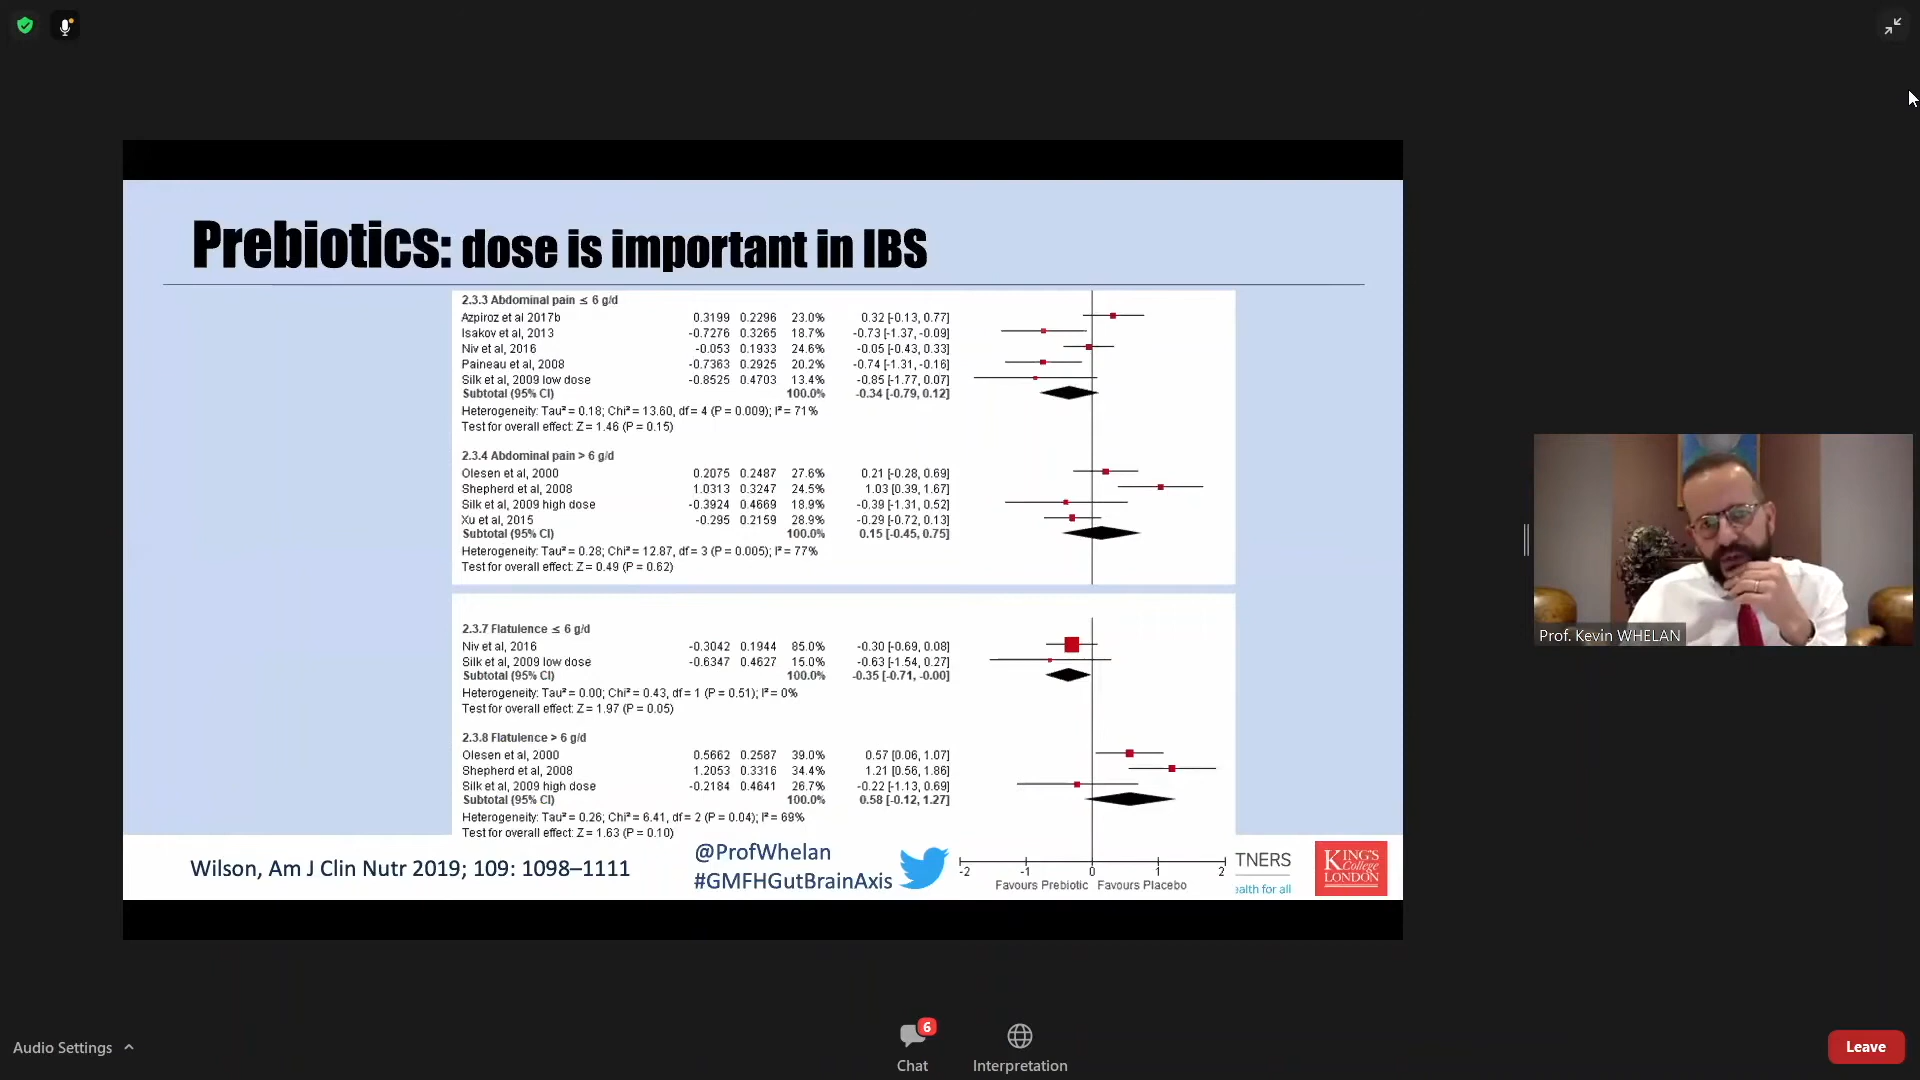 Prebiotics: dose is important in IBS
2.3.3 Abdominal pain ≤ 6 g/d
Azpiroz et al 2017b 0.3199 0.2296 23.0% 0.32 [-0.13, 0.77]
Isakov et al, 2013 -0.7276 0.3265 18.7% -0.73 [-1.37, -0.09]
Niv et al, 2016 -0.053 0.1933 24.6% -0.05 [-0.43, 0.33]
Paineau et al, 2008 -0.7363 0.2925 20.2% -0.74 [-1.31, -0.16]
Silk et al, 2009 low dose -0.8525 0.4703 13.4% -0.85 [-1.77, 0.07]
Subtotal (95% CI) 100.0% -0.34 [-0.79, 0.12]
Heterogeneity: Tau² = 0.18; Chi² = 13.60, df = 4 (P = 0.009); I² = 71%
Test for overall effect: Z = 1.46 (P = 0.15)
2.3.4 Abdominal pain > 6 g/d
Olesen et al, 2000 0.2075 0.2487 27.6% 0.21 [-0.28, 0.69]
Shepherd et al, 2008 1.0313 0.3247 24.5% 1.03 [0.39, 1.67]
Silk et al, 2009 high dose -0.3924 0.4669 18.9% -0.39 [-1.31, 0.52]
Xu et al, 2015 -0.295 0.2159 28.9% -0.29 [-0.72, 0.13]
Subtotal (95% CI) 100.0% 0.15 [-0.45, 0.75]
Heterogeneity: Tau² = 0.28; Chi² = 12.87, df = 3 (P = 0.005); I² = 77%
Test for overall effect: Z = 0.49 (P = 0.62)
2.3.7 Flatulence ≤ 6 g/d
Niv et al, 2016 -0.3042 0.1944 85.0% -0.30 [-0.69, 0.08]
Silk et al, 2009 low dose -0.6347 0.4627 15.0% -0.63 [-1.54, 0.27]
Subtotal (95% CI) 100.0% -0.35 [-0.71, -0.00]
Heterogeneity: Tau² = 0.00; Chi² = 0.43, df = 1 (P = 0.51); I² = 0%
Test for overall effect: Z = 1.97 (P = 0.05)
2.3.8 Flatulence > 6 g/d
Olesen et al, 2000 0.5662 0.2587 39.0% 0.57 [0.06, 1.07]
Shepherd et al, 2008 1.2053 0.3316 34.4% 1.21 [0.56, 1.86]
Silk et al, 2009 high dose -0.2184 0.4641 26.7% -0.22 [-1.13, 0.69]
Subtotal (95% CI) 100.0% 0.58 [-0.12, 1.27]
Heterogeneity: Tau² = 0.26; Chi² = 6.41, df = 2 (P = 0.04); I² = 69%
Test for overall effect: Z = 1.63 (P = 0.10)
-2 -1 0 1 2
Favours Prebiotic Favours Placebo
Wilson, Am J Clin Nutr 2019; 109: 1098–1111
@ProfWhelan
#GMFHGutBrainAxis
TNERS
ealth for all
KING'S
College
LONDON
Prof. Kevin WHELAN
Audio Settings
6
Chat
Interpretation
Leave